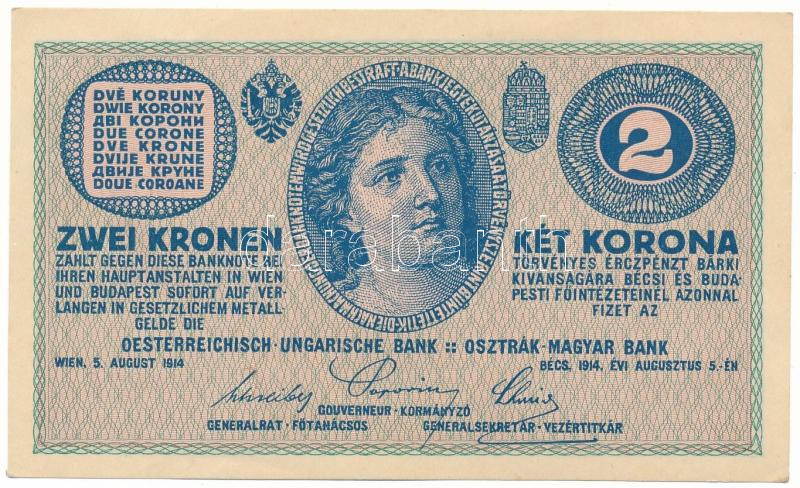 DVĚ KORUNY
DWIE KORONY
ДВІ КОРОНИ
DUE CORONE
DVE KRONE
DVIJE KRUNE
ДВИЈЕ КРУНЕ
DOUE COROANE
2
ZWEI KRONEN
ZAHLT GEGEN DIESE BANKNOTE BEI
IHREN HAUPTANSTALTEN IN WIEN
UND BUDAPEST SOFORT AUF VER-
LANGEN IN GESETZLICHEM METALL-
GELDE DIE
KÉT KORONA
TÖRVÉNYES ÉRCZPÉNZT BÁRKI
KIVÁNSÁGÁRA BÉCSI ÉS BUDA-
PESTI FŐINTÉZETEINÉL AZONNAL
FIZET AZ
OESTERREICHISCH-UNGARISCHE BANK :: OSZTRÁK-MAGYAR BANK
WIEN, 5. AUGUST 1914
BÉCS, 1914. ÉVI AUGUSZTUS 5.-ÉN
GOUVERNEUR-KORMÁNYZÓ
GENERALRAT-FŐTANÁCSOS
GENERALSEKRETÄR-VEZÉRTITKÁR
darabanth